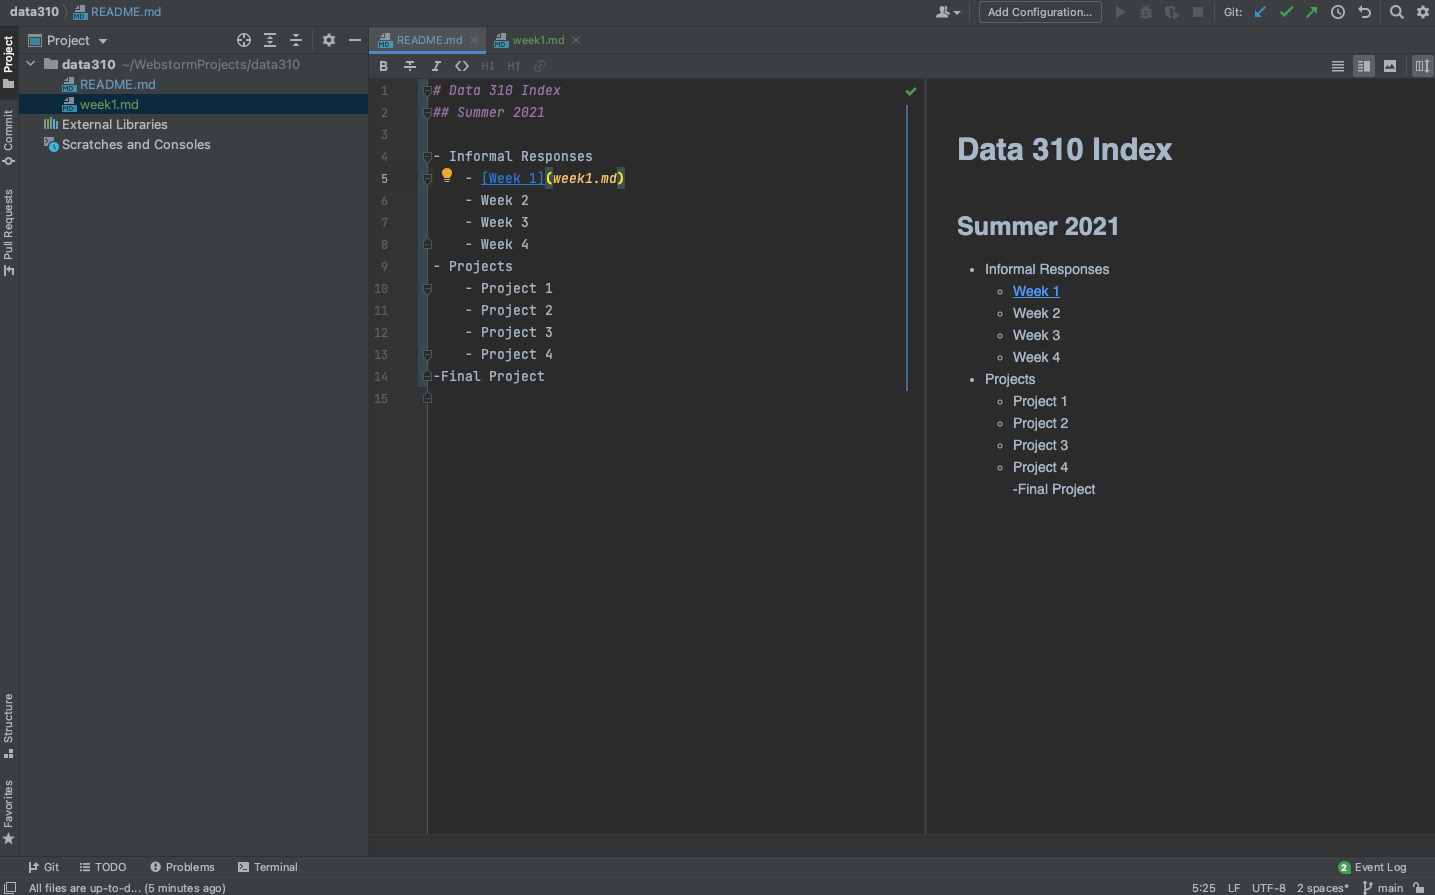 data310 README.md
Add Configuration...
Git:
Project
README.md
week1.md
data310 ~/WebstormProjects/data310
README.md
week1.md
External Libraries
Scratches and Consoles
Project
Commit
Pull Requests
Structure
Favorites
B I <> H↓ H↑
1 # Data 310 Index
2 ## Summer 2021
3
4 - Informal Responses
5 - [Week 1](week1.md)
6 - Week 2
7 - Week 3
8 - Week 4
9 - Projects
10 - Project 1
11 - Project 2
12 - Project 3
13 - Project 4
14 -Final Project
15
Data 310 Index
Summer 2021
• Informal Responses
◦ Week 1
◦ Week 2
◦ Week 3
◦ Week 4
• Projects
◦ Project 1
◦ Project 2
◦ Project 3
◦ Project 4
-Final Project
Git TODO Problems Terminal
2 Event Log
All files are up-to-d... (5 minutes ago)
5:25 LF UTF-8 2 spaces* main